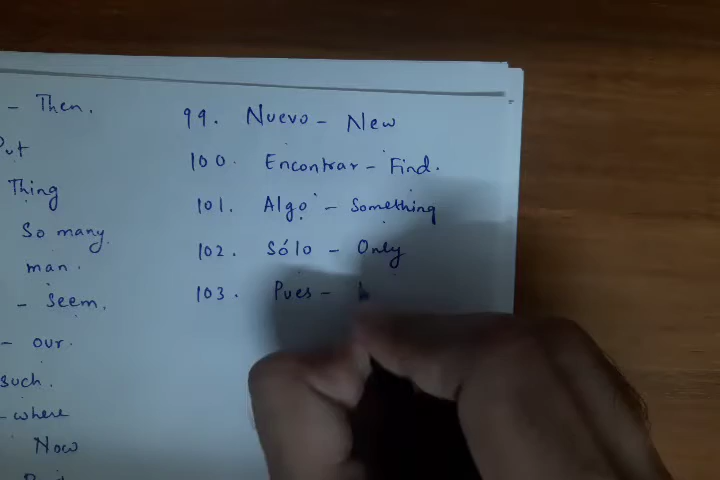 - Then.
Put
Thing
So many.
man.
- Seem.
- our.
such.
- where
Now
99. Nuevo - New
100. Encontrar - Find.
101. Algo - Something
102. Sólo - Only
103. Pues -